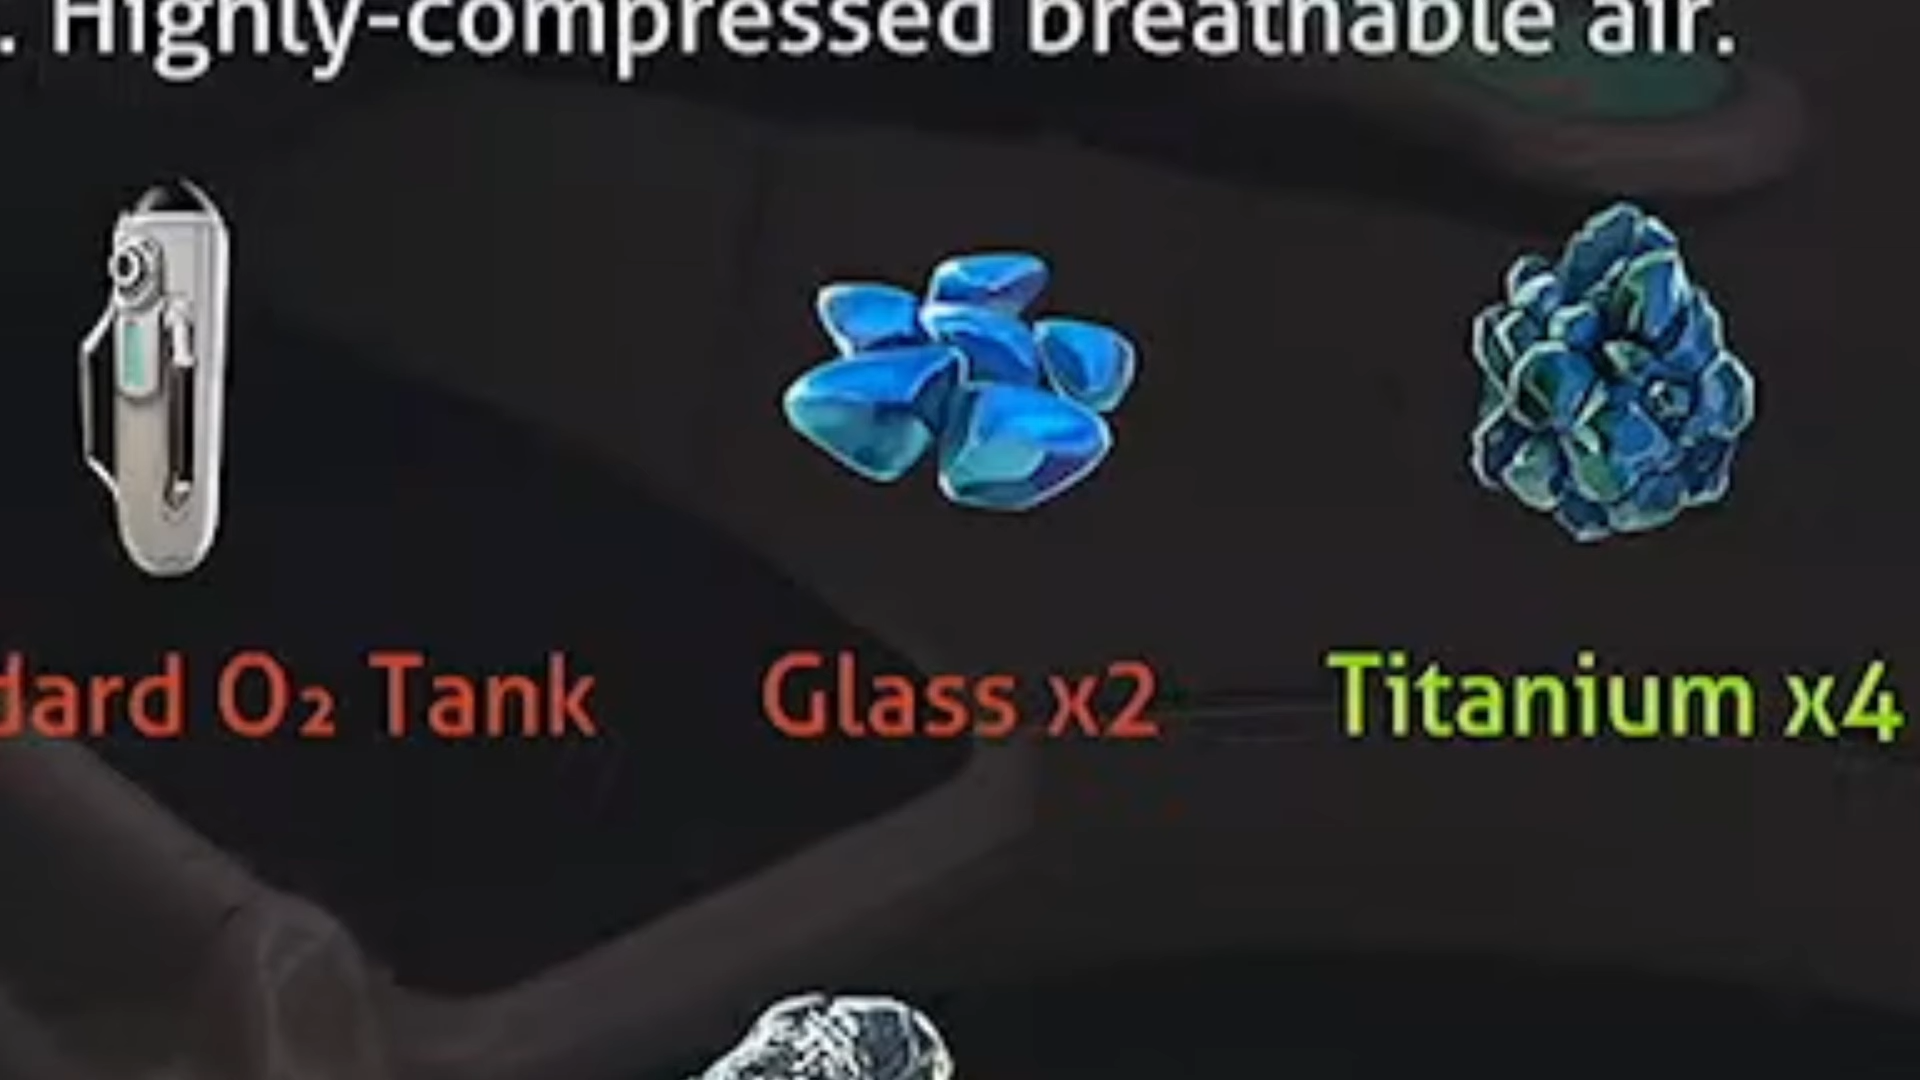 . Highly-compressed breathable air.
dard O₂ Tank Glass x2 Titanium x4